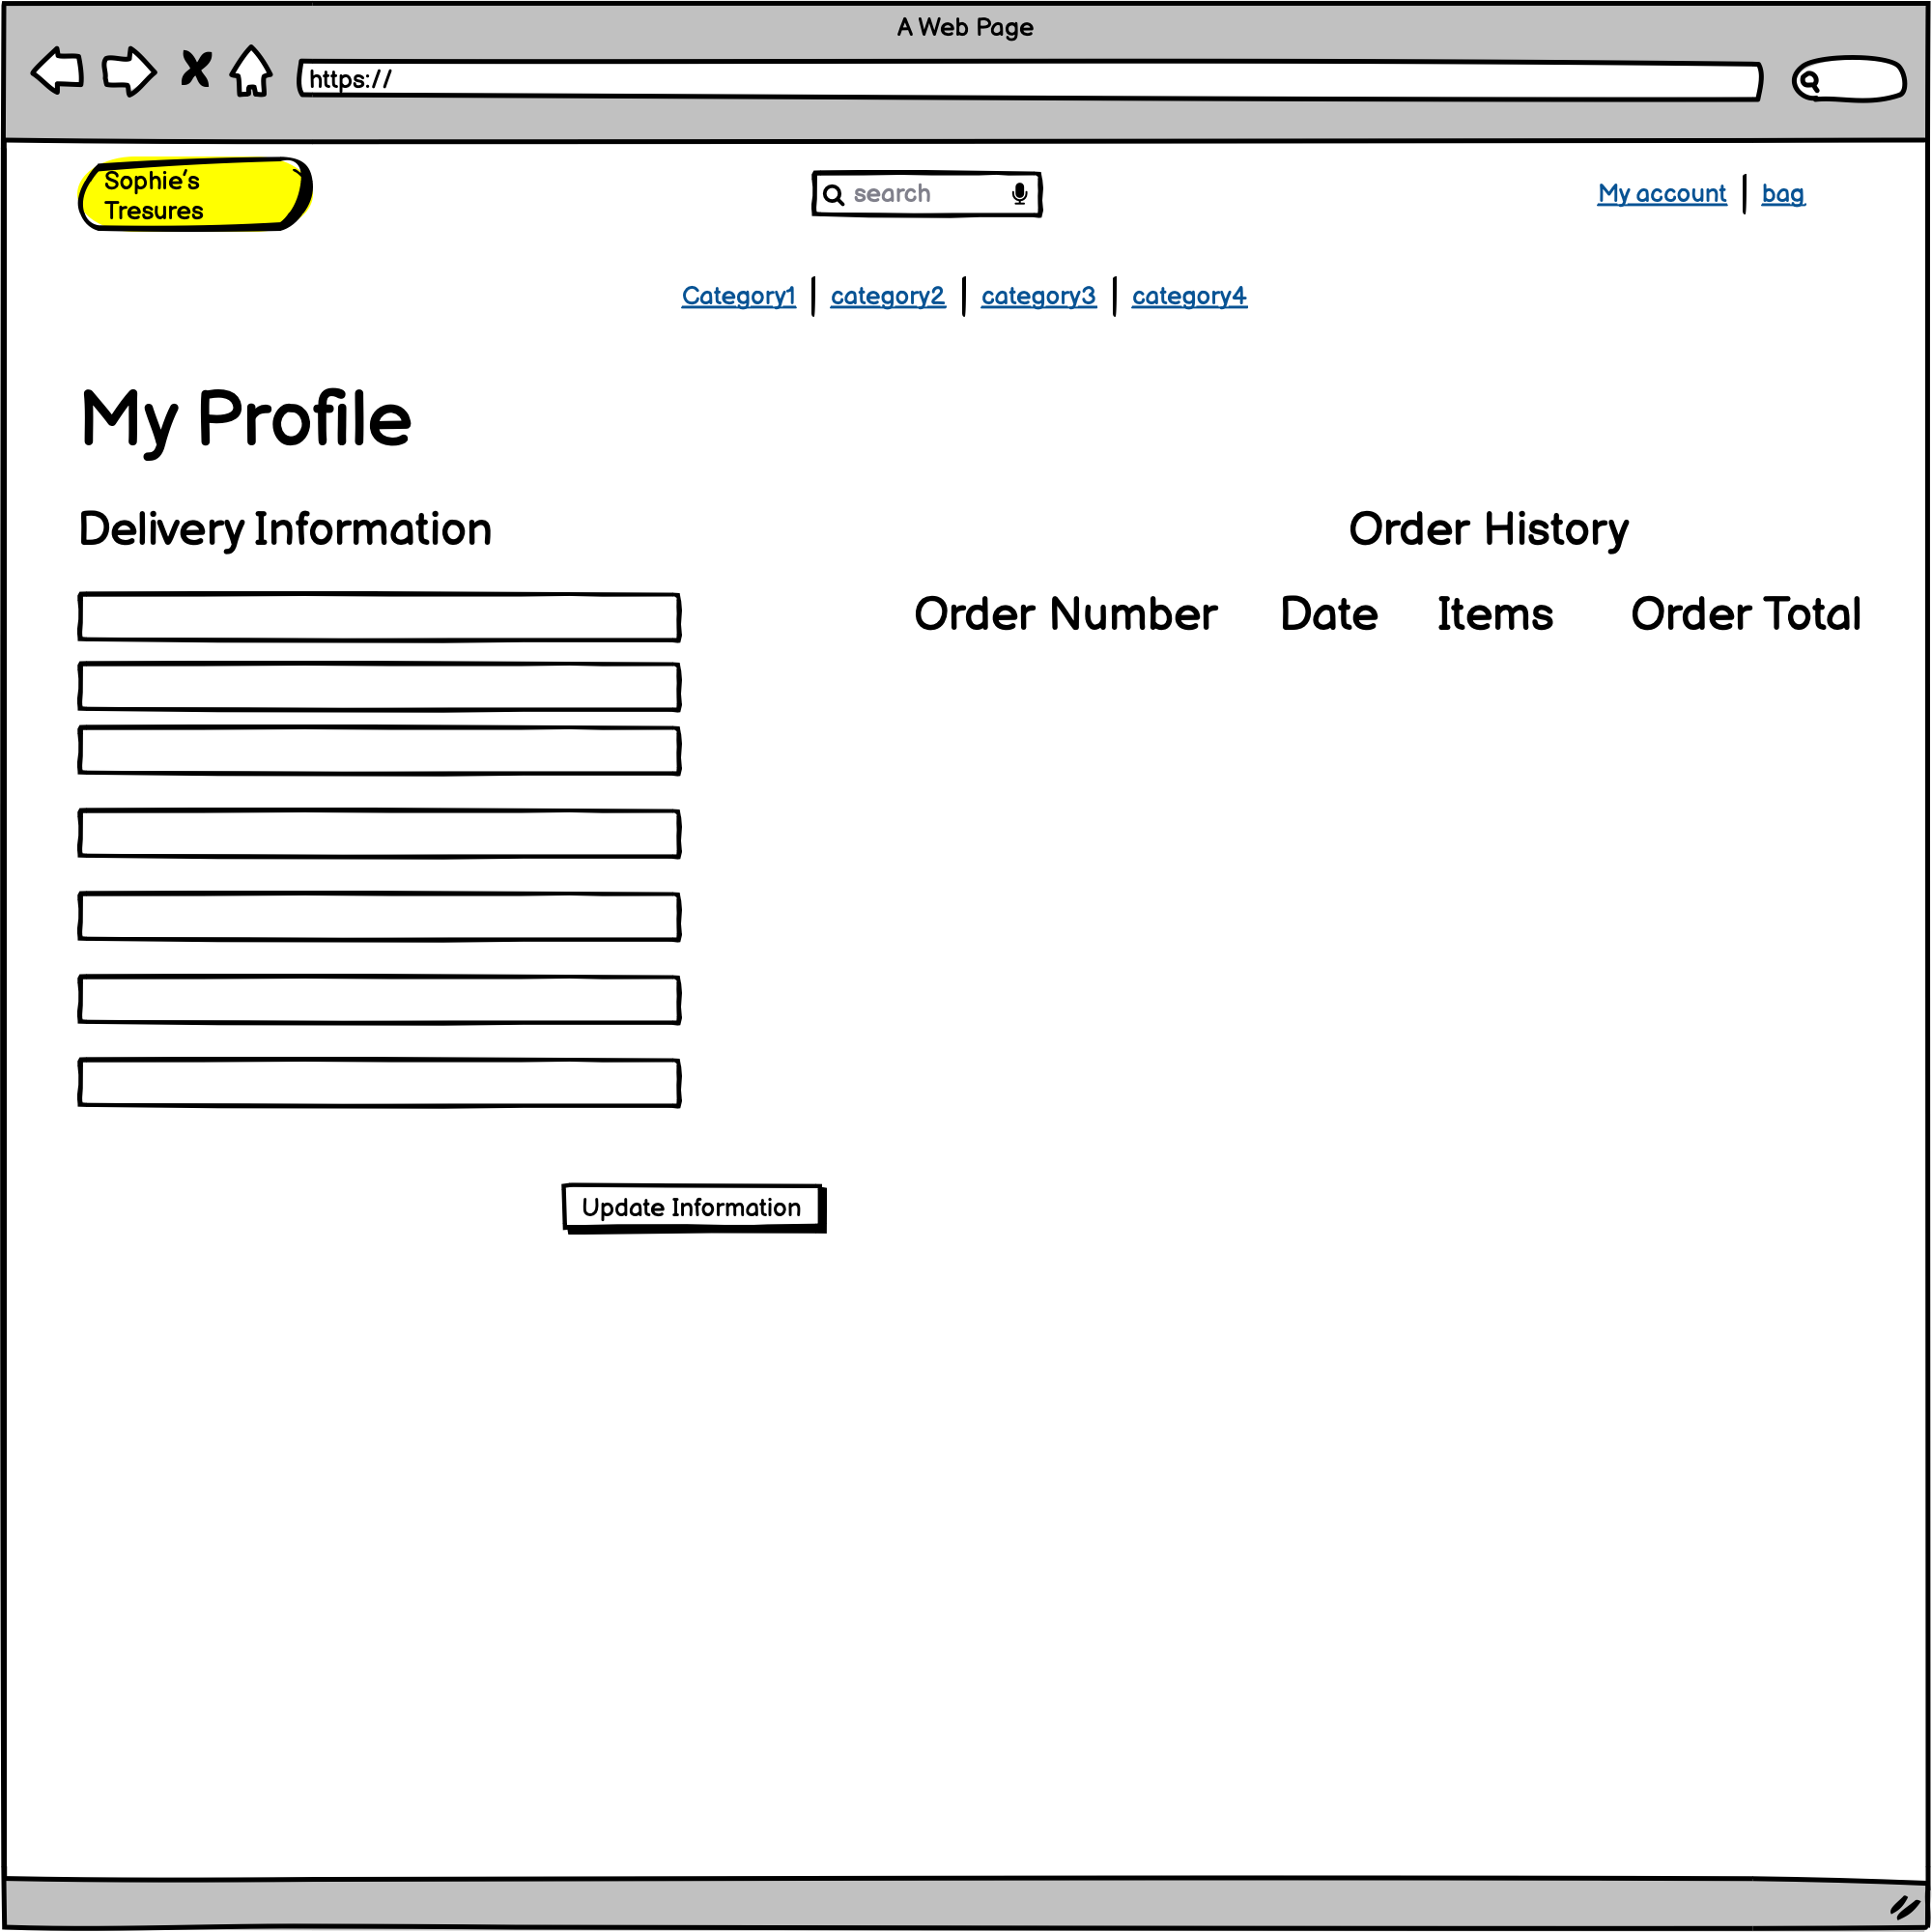 A Web Page
https://
Sophie's
Tresures
search
My account | bag
Category1 | category2 | category3 | category4
My Profile
Delivery Information
Order History
Order Number Date Items Order Total
Update Information